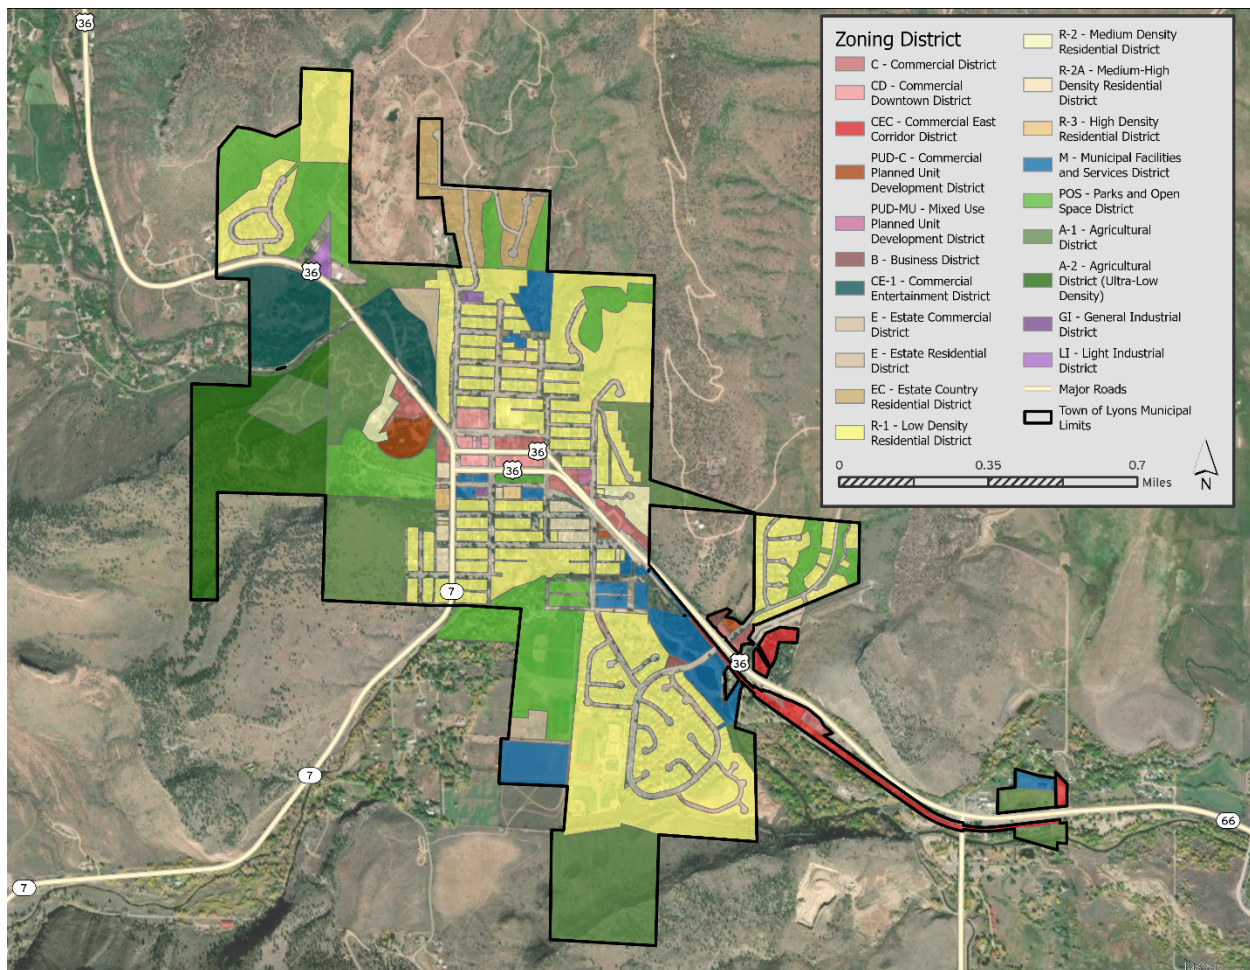 36
Zoning District
C - Commercial District
CD - Commercial
Downtown District
CEC - Commercial East
Corridor District
PUD-C - Commercial
Planned Unit
Development District
PUD-MU - Mixed Use
Planned Unit
Development District
B - Business District
CE-1 - Commercial
Entertainment District
E - Estate Commercial
District
E - Estate Residential
District
EC - Estate Country
Residential District
R-1 - Low Density
Residential District
R-2 - Medium Density
Residential District
R-2A - Medium-High
Density Residential
District
R-3 - High Density
Residential District
M - Municipal Facilities
and Services District
POS - Parks and Open
Space District
A-1 - Agricultural
District
A-2 - Agricultural
District (Ultra-Low
Density)
GI - General Industrial
District
LI - Light Industrial
District
Major Roads
Town of Lyons Municipal
Limits
0 0.35 0.7
Miles
N
36
36
36
7
36
7
66
7